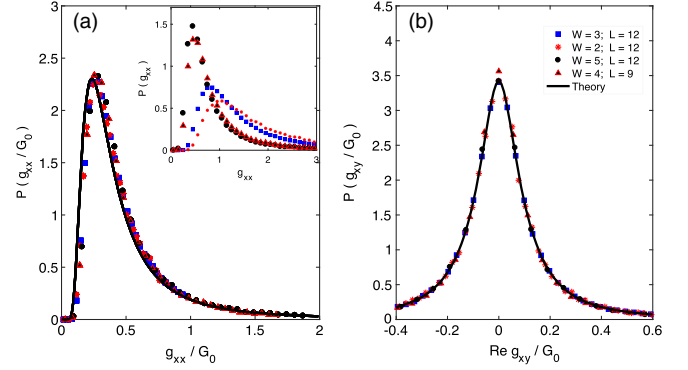 (a)
P ( g_xx / G_0 )
3
2.5
2
1.5
1
0.5
0
0
0.5
1
1.5
2
g_xx / G_0
P ( g_xx )
1.5
1
0.5
0
0
1
2
3
g_xx
(b)
W = 3; L = 12
W = 2; L = 12
W = 5; L = 12
W = 4; L = 9
Theory
P ( g_xy / G_0 )
4.5
4
3.5
3
2.5
2
1.5
1
0.5
0
-0.4
-0.2
0
0.2
0.4
0.6
Re g_xy / G_0